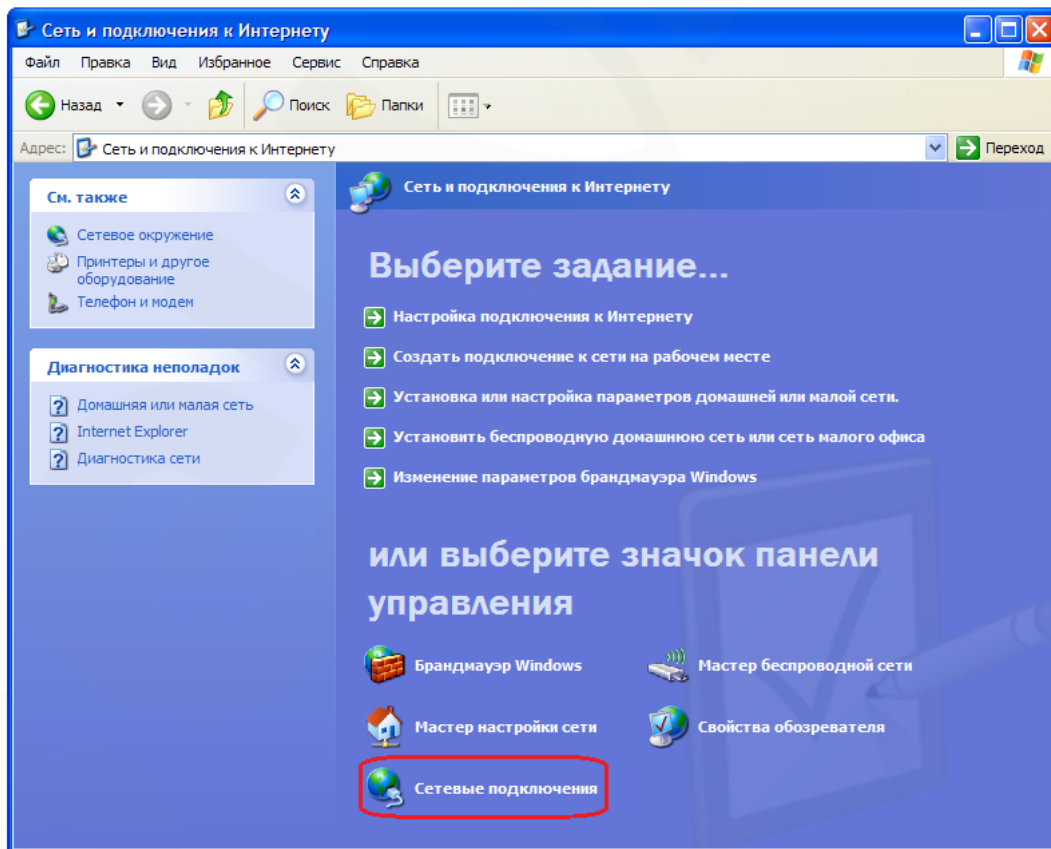 Сеть и подключения к Интернету
Файл Правка Вид Избранное Сервис Справка
Назад Поиск Папки
Адрес: Сеть и подключения к Интернету Переход
См. также
Сетевое окружение
Принтеры и другое
оборудование
Телефон и модем
Диагностика неполадок
Домашняя или малая сеть
Internet Explorer
Диагностика сети
Сеть и подключения к Интернету
Выберите задание...
Настройка подключения к Интернету
Создать подключение к сети на рабочем месте
Установка или настройка параметров домашней или малой сети.
Установить беспроводную домашнюю сеть или сеть малого офиса
Изменение параметров брандмауэра Windows
или выберите значок панели
управления
Брандмауэр Windows Мастер беспроводной сети
Мастер настройки сети Свойства обозревателя
Сетевые подключения